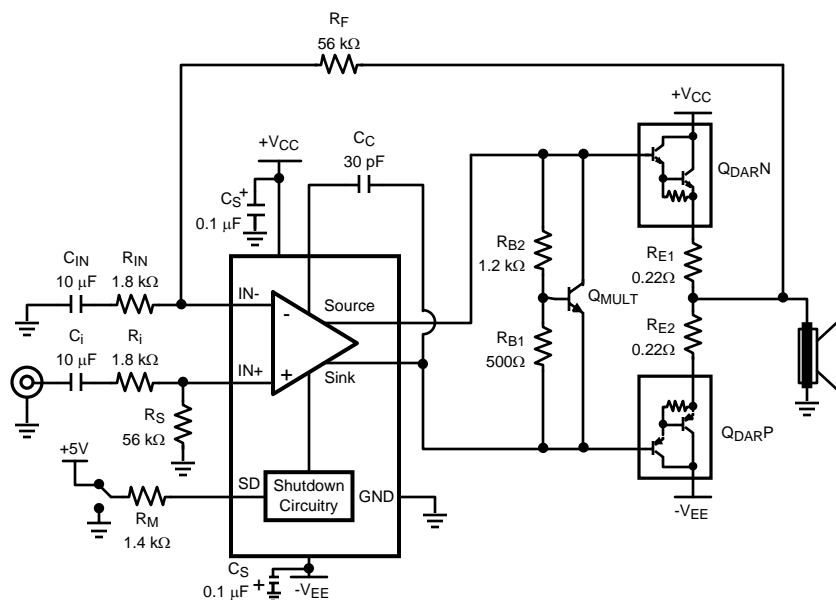 RF
56 kΩ
+VCC
+VCC
CC
30 pF
QDARN
CS+
0.1 μF
RB2
1.2 kΩ
RE1
0.22Ω
CIN
10 μF
RIN
1.8 kΩ
IN-
-
Source
QMULT
Ci
10 μF
Ri
1.8 kΩ
IN+
+
Sink
RB1
500Ω
RE2
0.22Ω
RS
56 kΩ
+5V
SD
Shutdown
Circuitry
GND
QDARP
RM
1.4 kΩ
-VEE
CS
0.1 μF +
-VEE